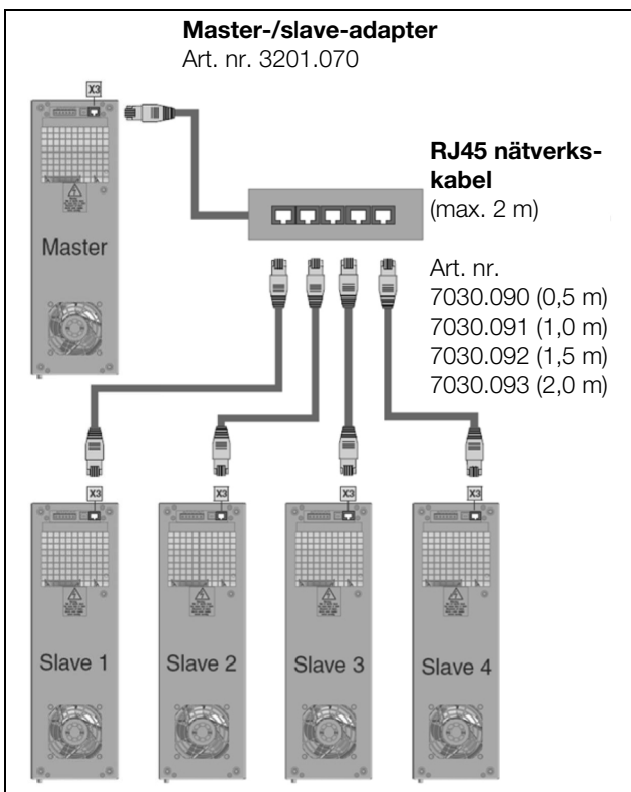 Master-/slave-adapter
Art. nr. 3201.070
X3
Master
RJ45 nätverks-
kabel
(max. 2 m)
Art. nr.
7030.090 (0,5 m)
7030.091 (1,0 m)
7030.092 (1,5 m)
7030.093 (2,0 m)
X3
X3
X3
X3
Slave 1
Slave 2
Slave 3
Slave 4